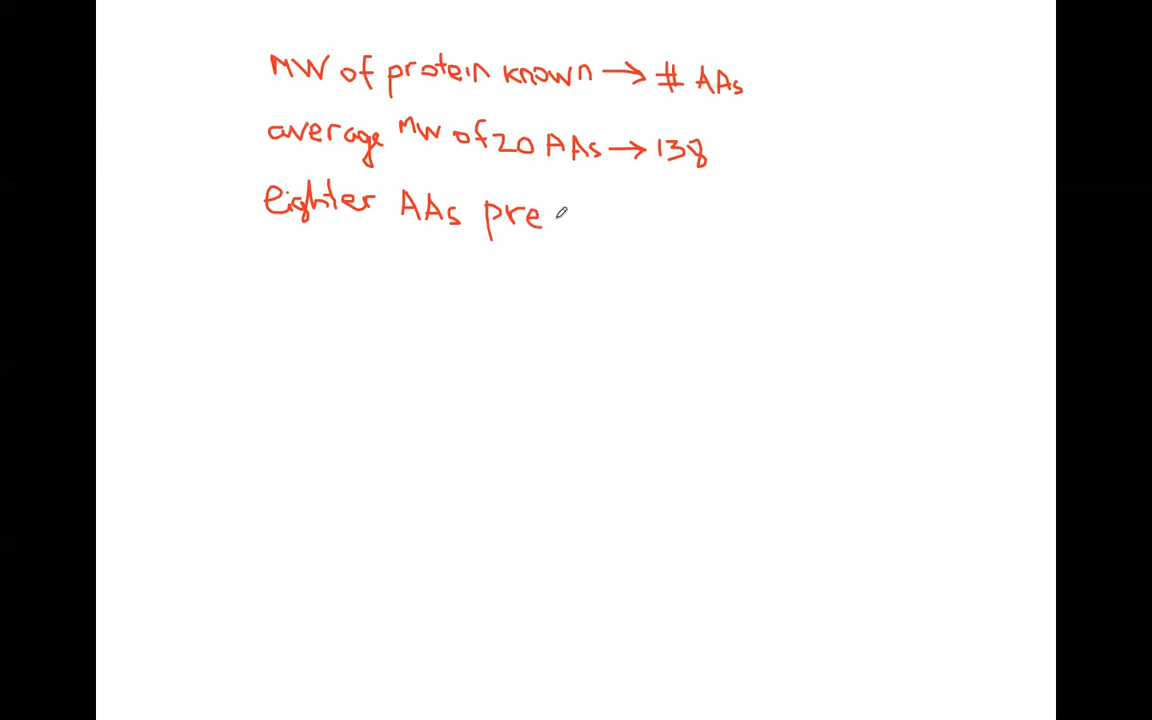 MW of protein known → # AAs
average MW of 20 AAs → 138
lighter AAs pre